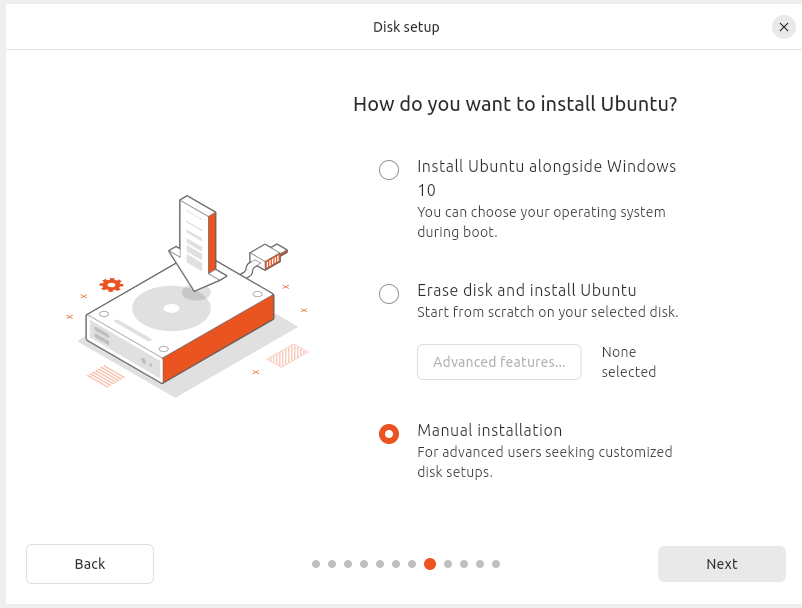 Disk setup
How do you want to install Ubuntu?
Install Ubuntu alongside Windows
10
You can choose your operating system
during boot.
Erase disk and install Ubuntu
Start from scratch on your selected disk.
Advanced features...
None
selected
Manual installation
For advanced users seeking customized
disk setups.
Back
Next